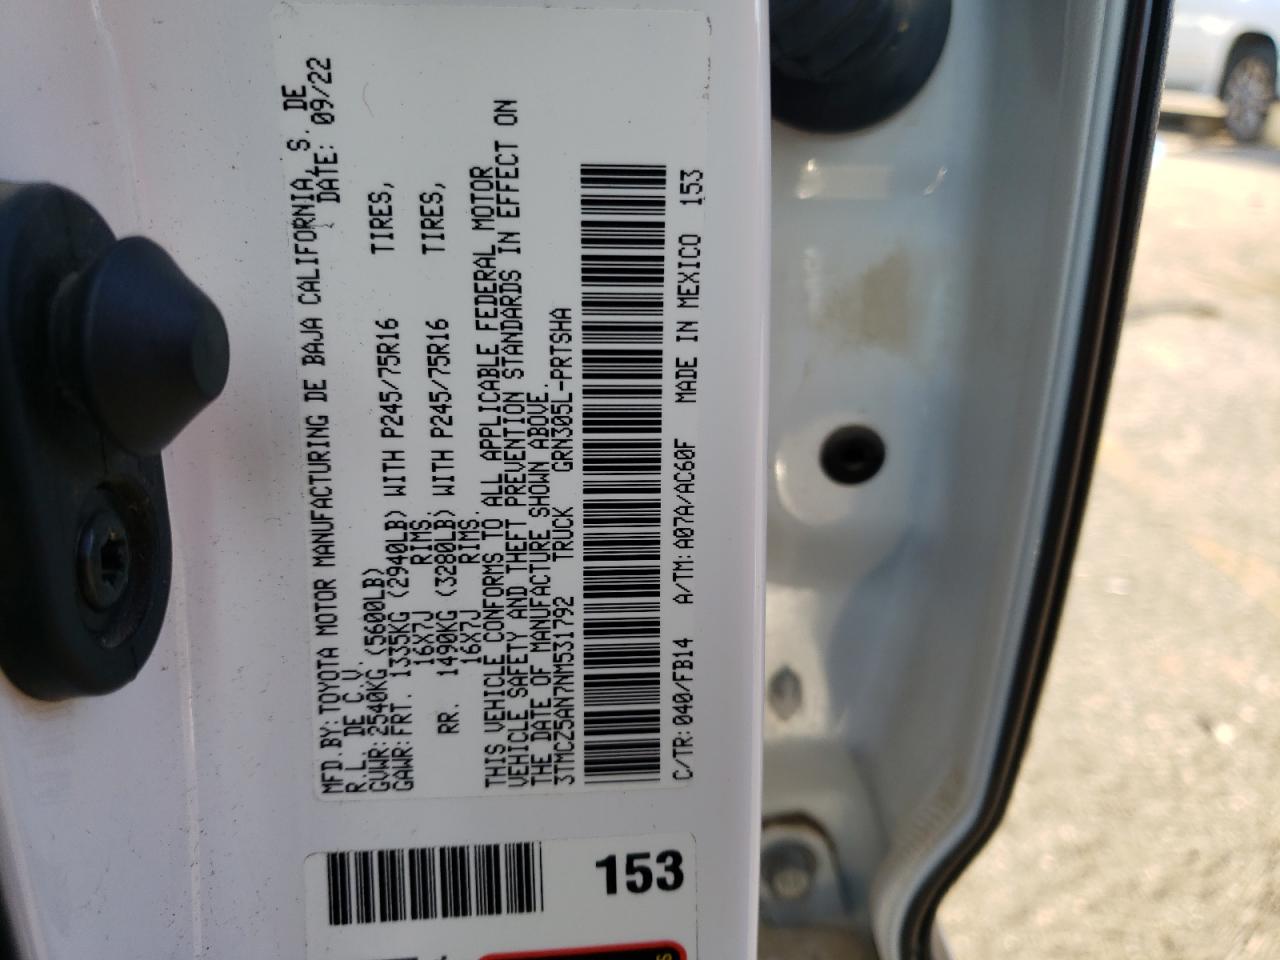 MFD.BY:TOYOTA MOTOR MANUFACTURING DE BAJA CALIFORNIA, S. DE
R.L. DE C.V. DATE: 09/22
GVWR:2540KG (5600LB)
GAWR:FRT. 1335KG (2940LB) WITH P245/75R16 TIRES,
16X7J RIMS.
RR. 1490KG (3280LB) WITH P245/75R16 TIRES,
16X7J RIMS.
THIS VEHICLE CONFORMS TO ALL APPLICABLE FEDERAL MOTOR
VEHICLE SAFETY AND THEFT PREVENTION STANDARDS IN EFFECT ON
THE DATE OF MANUFACTURE SHOWN ABOVE.
3TMCZ5AN7NM531792 TRUCK GRN305L-PRTSHA
C/TR:040/FB14 A/TM:A07A/AC60F MADE IN MEXICO 153
153